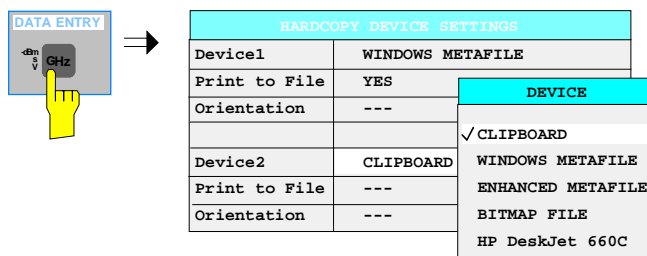 DATA ENTRY
-dBm
s
V
GHz
HARDCOPY DEVICE SETTINGS
Device1 WINDOWS METAFILE
Print to File YES
Orientation ---
Device2 CLIPBOARD
Print to File ---
Orientation ---
DEVICE
✓ CLIPBOARD
WINDOWS METAFILE
ENHANCED METAFILE
BITMAP FILE
HP DeskJet 660C